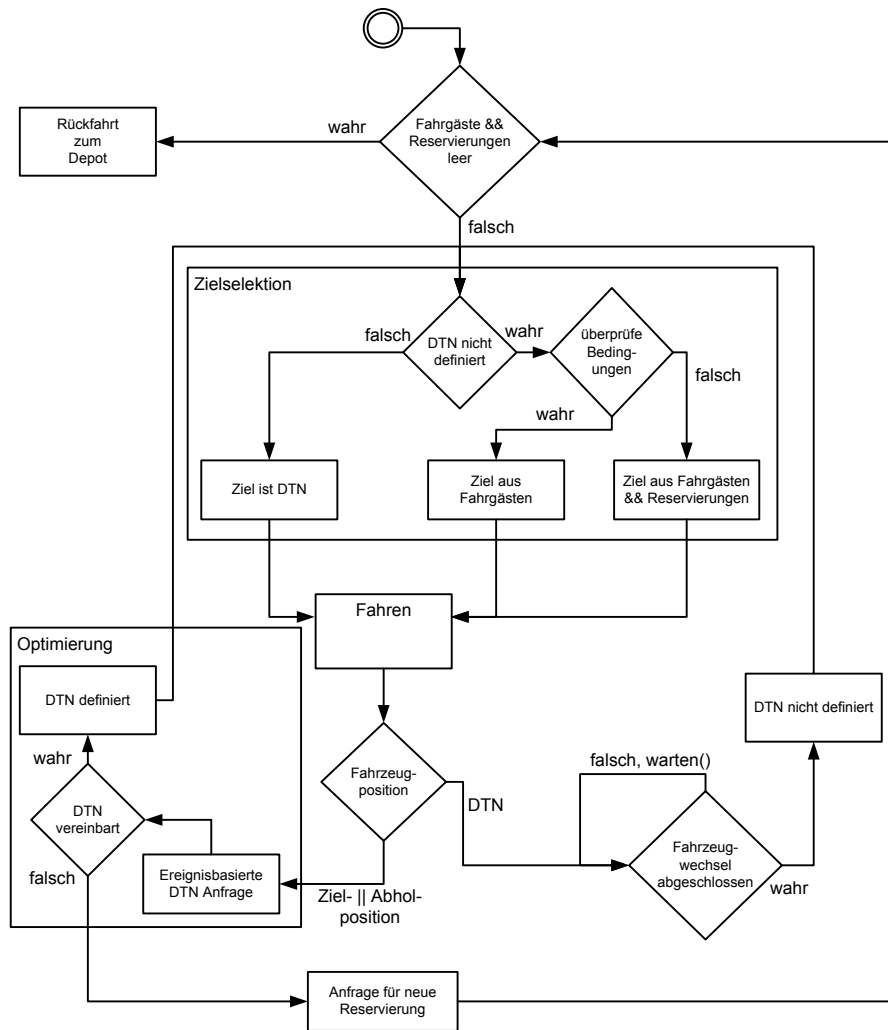 Fahrgäste &&
Reservierungen
leer
wahr
Rückfahrt
zum
Depot
falsch
Zielselektion
DTN nicht
definiert
falsch
wahr
überprüfe
Beding-
ungen
wahr
falsch
Ziel ist DTN
Ziel aus
Fahrgästen
Ziel aus Fahrgästen
&& Reservierungen
Fahren
Optimierung
DTN definiert
wahr
DTN
vereinbart
falsch
Ereignisbasierte
DTN Anfrage
Fahrzeug-
position
Ziel- || Abhol-
position
DTN
falsch, warten()
Fahrzeug-
wechsel
abgeschlossen
wahr
DTN nicht definiert
Anfrage für neue
Reservierung